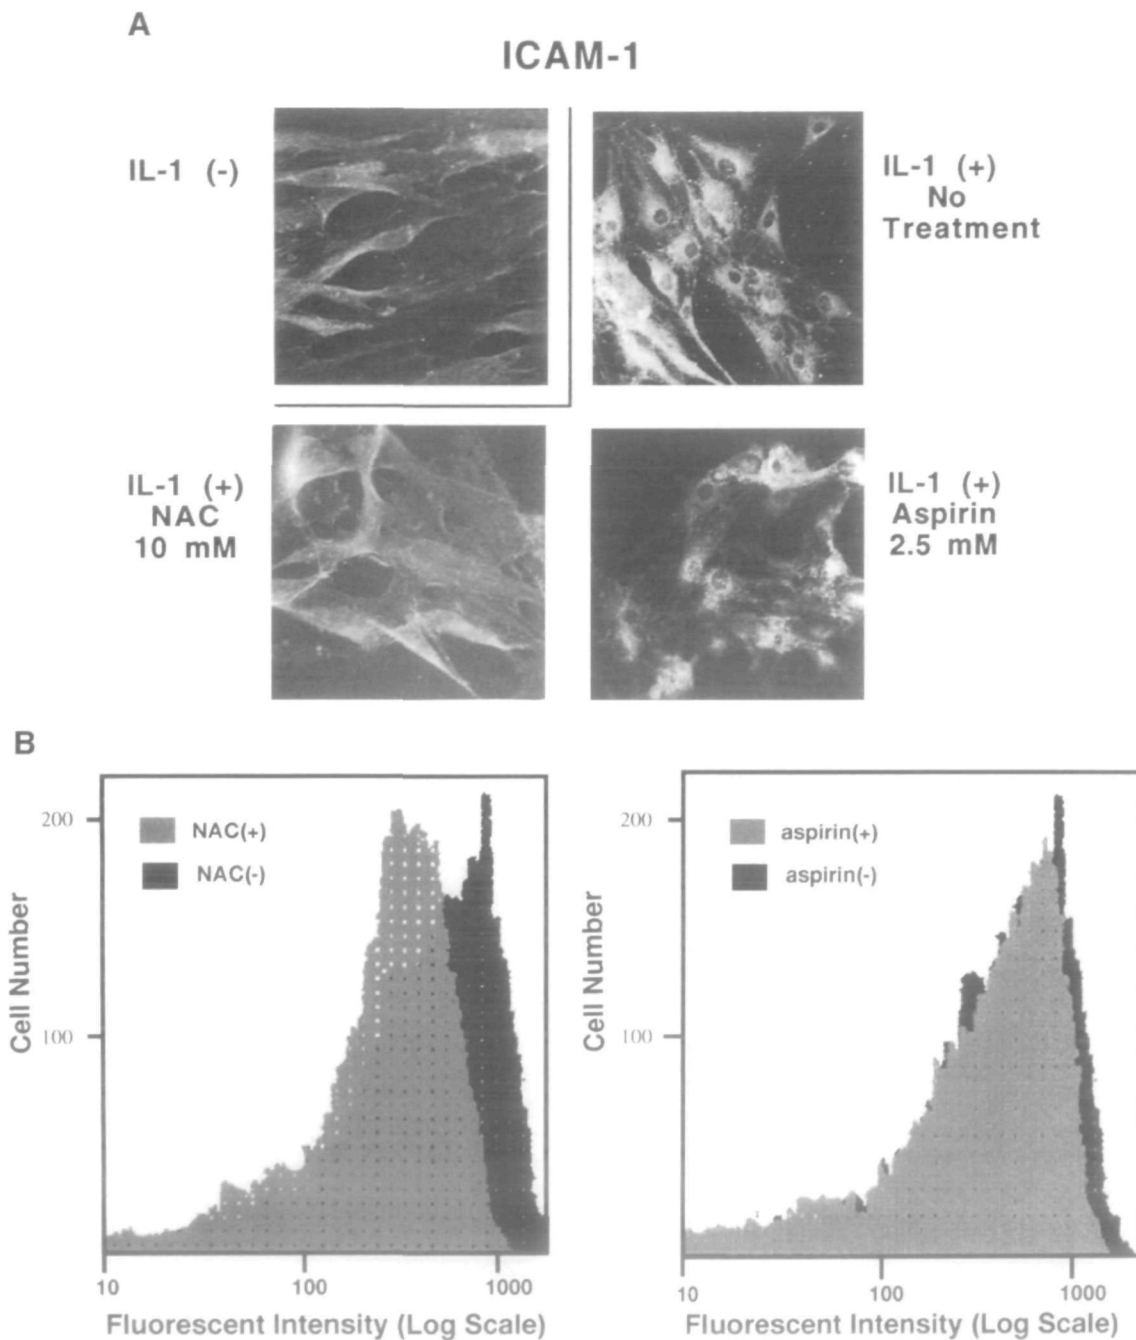 A
ICAM-1
IL-1 (-)
IL-1 (+)
No
Treatment
IL-1 (+)
NAC
10 mM
IL-1 (+)
Aspirin
2.5 mM
B
200
100
Cell Number
NAC(+)
NAC(-)
10 100 1000
Fluorescent Intensity (Log Scale)
200
100
Cell Number
aspirin(+)
aspirin(-)
10 100 1000
Fluorescent Intensity (Log Scale)